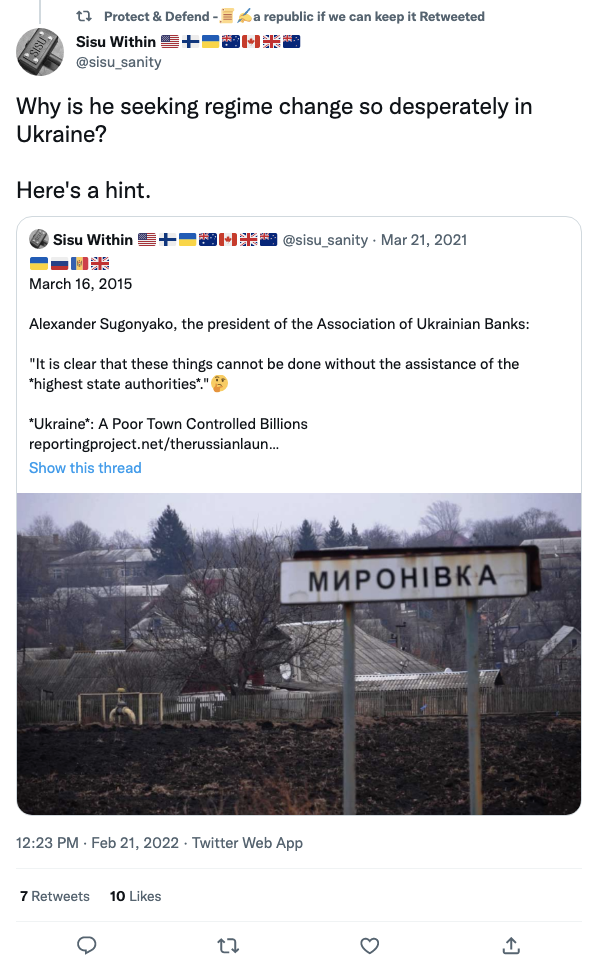 Protect & Defend -📜✍️a republic if we can keep it Retweeted
Sisu Within 🇺🇸🇫🇮🇺🇦🇦🇺🇨🇦🇬🇧🇳🇿
@sisu_sanity
Why is he seeking regime change so desperately in
Ukraine?
Here's a hint.
Sisu Within 🇺🇸🇫🇮🇺🇦🇦🇺🇨🇦🇬🇧🇳🇿 @sisu_sanity · Mar 21, 2021
🇺🇦🇷🇺🇲🇩🇬🇧
March 16, 2015
Alexander Sugonyako, the president of the Association of Ukrainian Banks:
"It is clear that these things cannot be done without the assistance of the
*highest state authorities*."🤔
*Ukraine*: A Poor Town Controlled Billions
reportingproject.net/therussianlaun...
Show this thread
МИРОНІВКА
SISU
12:23 PM · Feb 21, 2022 · Twitter Web App
7 Retweets 10 Likes